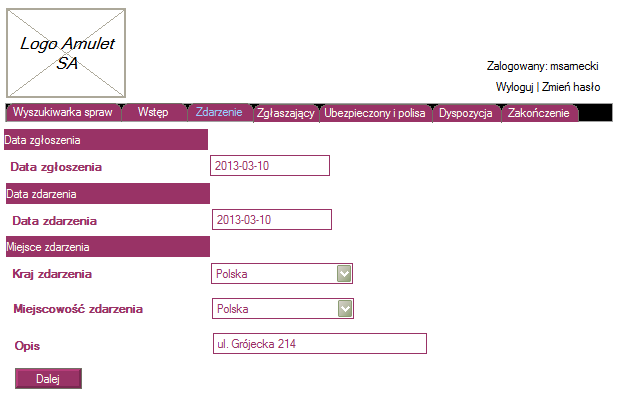 Logo Amulet
SA
Zalogowany: msarnecki
Wyloguj | Zmień hasło
Wyszukiwarka spraw Wstęp Zdarzenie Zgłaszający Ubezpieczony i polisa Dyspozycja Zakończenie
Data zgłoszenia
Data zgłoszenia 2013-03-10
Data zdarzenia
Data zdarzenia 2013-03-10
Miejsce zdarzenia
Kraj zdarzenia Polska
Miejscowość zdarzenia Polska
Opis ul. Grójecka 214
Dalej